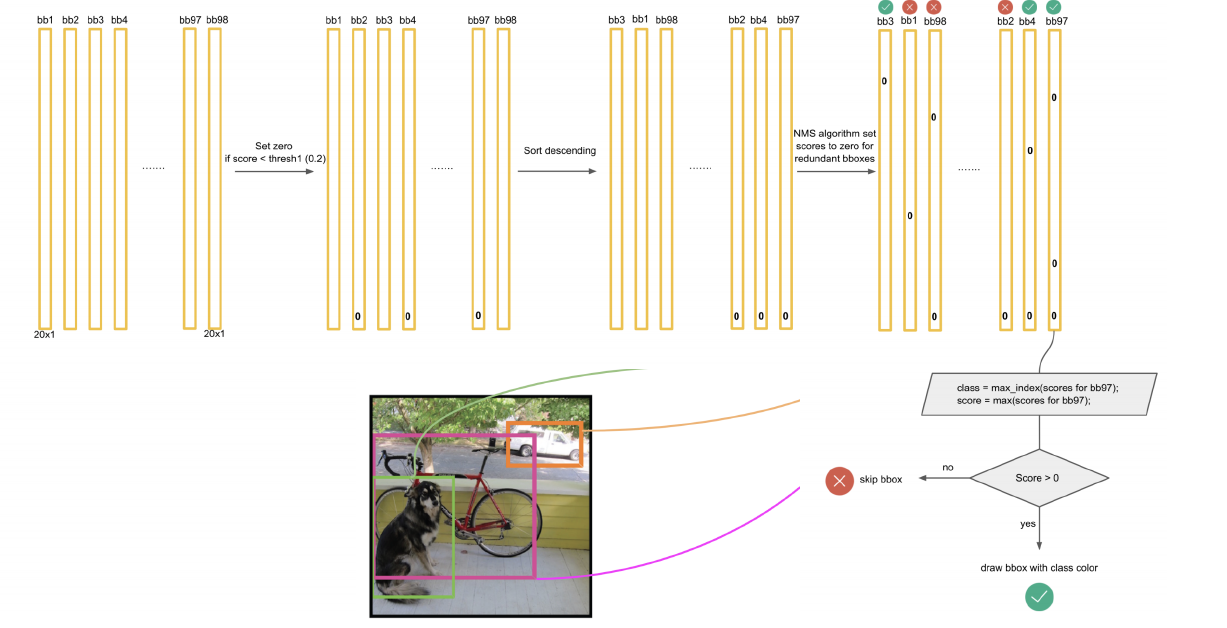 bb1 bb2 bb3 bb4 bb97 bb98
20x1 20x1
.......
Set zero
if score < thresh1 (0.2)
bb1 bb2 bb3 bb4 bb97 bb98
.......
0 0 0
Sort descending
bb3 bb1 bb98 bb2 bb4 bb97
.......
0 0 0
NMS algorithm set
scores to zero for
redundant bboxes
bb3 bb1 bb98 bb2 bb4 bb97
0
0
0
0
.......
0
0
0 0 0 0
class = max_index(scores for bb97);
score = max(scores for bb97);
Score > 0
no
skip bbox
yes
draw bbox with class color